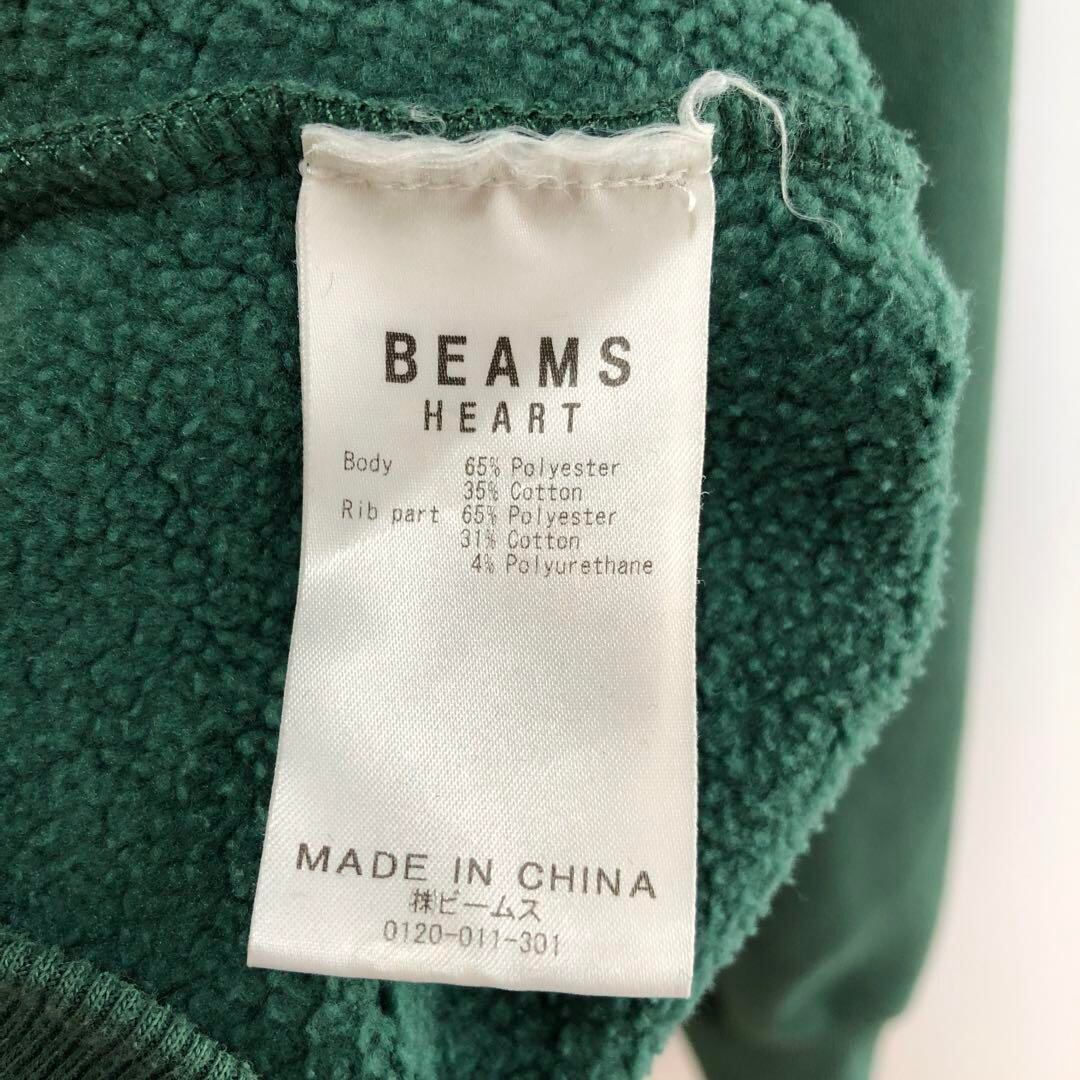 BEAMS
HEART
Body 65% Polyester
35% Cotton
Rib part 65% Polyester
31% Cotton
4% Polyurethane
MADE IN CHINA
㈱ビームス
0120-011-301